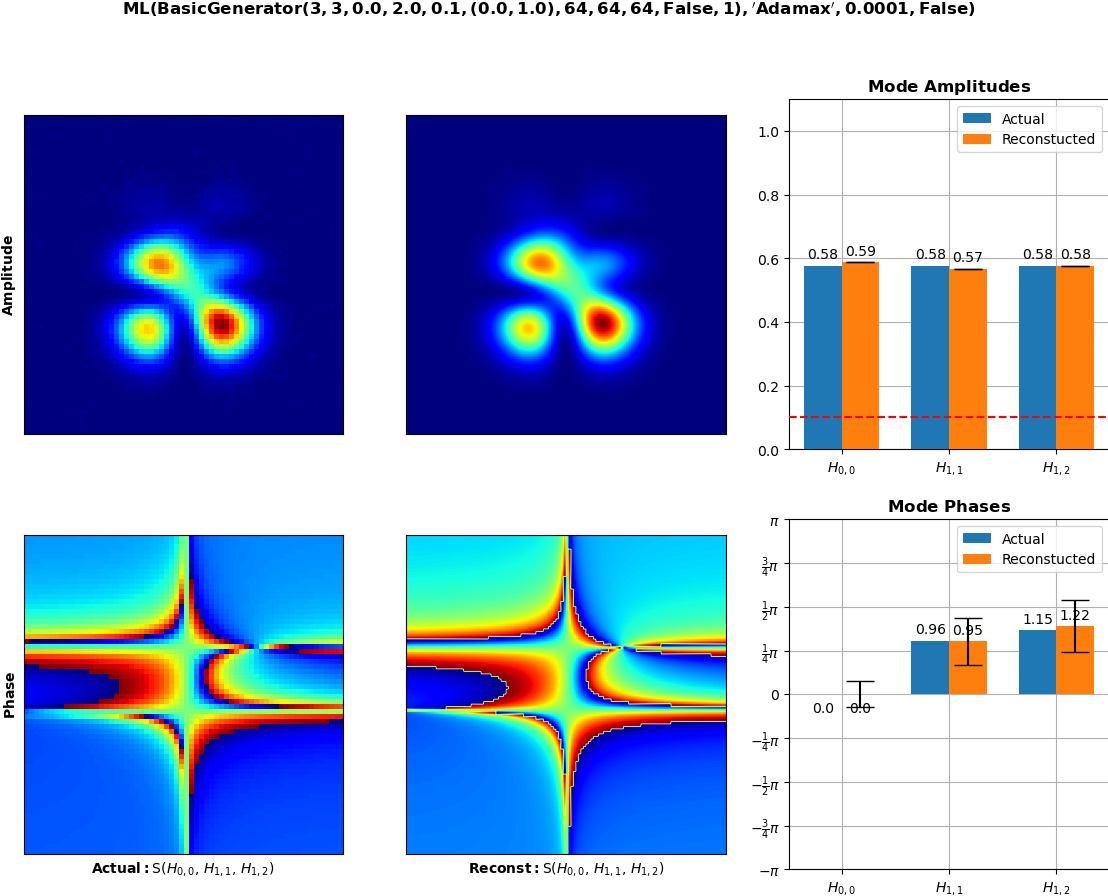 ML(BasicGenerator(3, 3, 0.0, 2.0, 0.1, (0.0, 1.0), 64, 64, 64, False, 1), ′Adamax′, 0.0001, False)
Mode Amplitudes
Actual
Reconstucted
1.0
0.8
0.6
0.4
0.2
0.0
0.58
0.59
0.58
0.57
0.58
0.58
H0,0
H1,1
H1,2
Amplitude
Mode Phases
Actual
Reconstucted
π
3/4π
1/2π
1/4π
0
−1/4π
−1/2π
−3/4π
−π
0.0
0.0
0.96
0.95
1.15
1.22
H0,0
H1,1
H1,2
Phase
Actual: S(H0,0, H1,1, H1,2)
Reconst: S(H0,0, H1,1, H1,2)